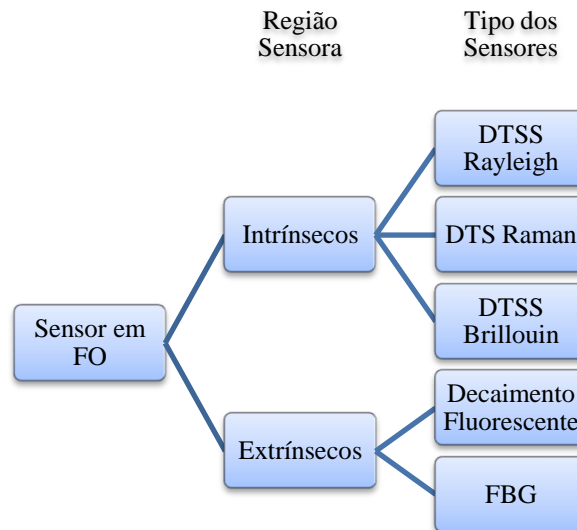 Região
Sensora
Tipo dos
Sensores
DTSS
Rayleigh
Intrínsecos
DTS Raman
DTSS
Brillouin
Sensor em
FO
Decaimento
Fluorescente
Extrínsecos
FBG